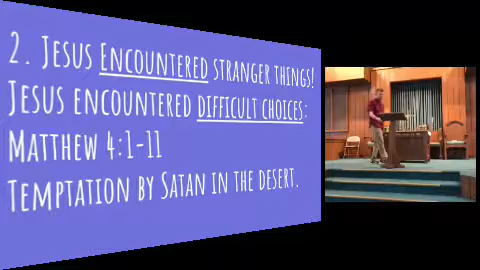 2. Jesus Encountered stranger things!
Jesus encountered difficult choices:
Matthew 4:1-11
Temptation by Satan in the desert.